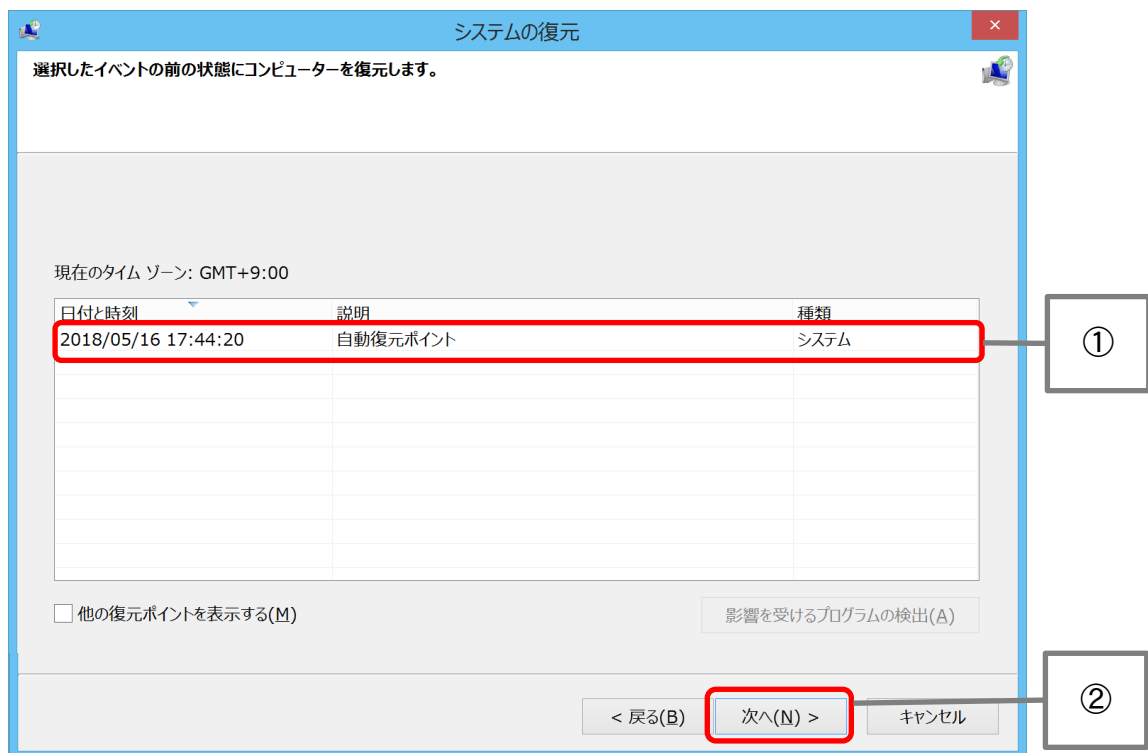 システムの復元
選択したイベントの前の状態にコンピューターを復元します。
現在のタイム ゾーン: GMT+9:00
日付と時刻 説明 種類
2018/05/16 17:44:20 自動復元ポイント システム
①
他の復元ポイントを表示する(M) 影響を受けるプログラムの検出(A)
②
< 戻る(B) 次へ(N) > キャンセル